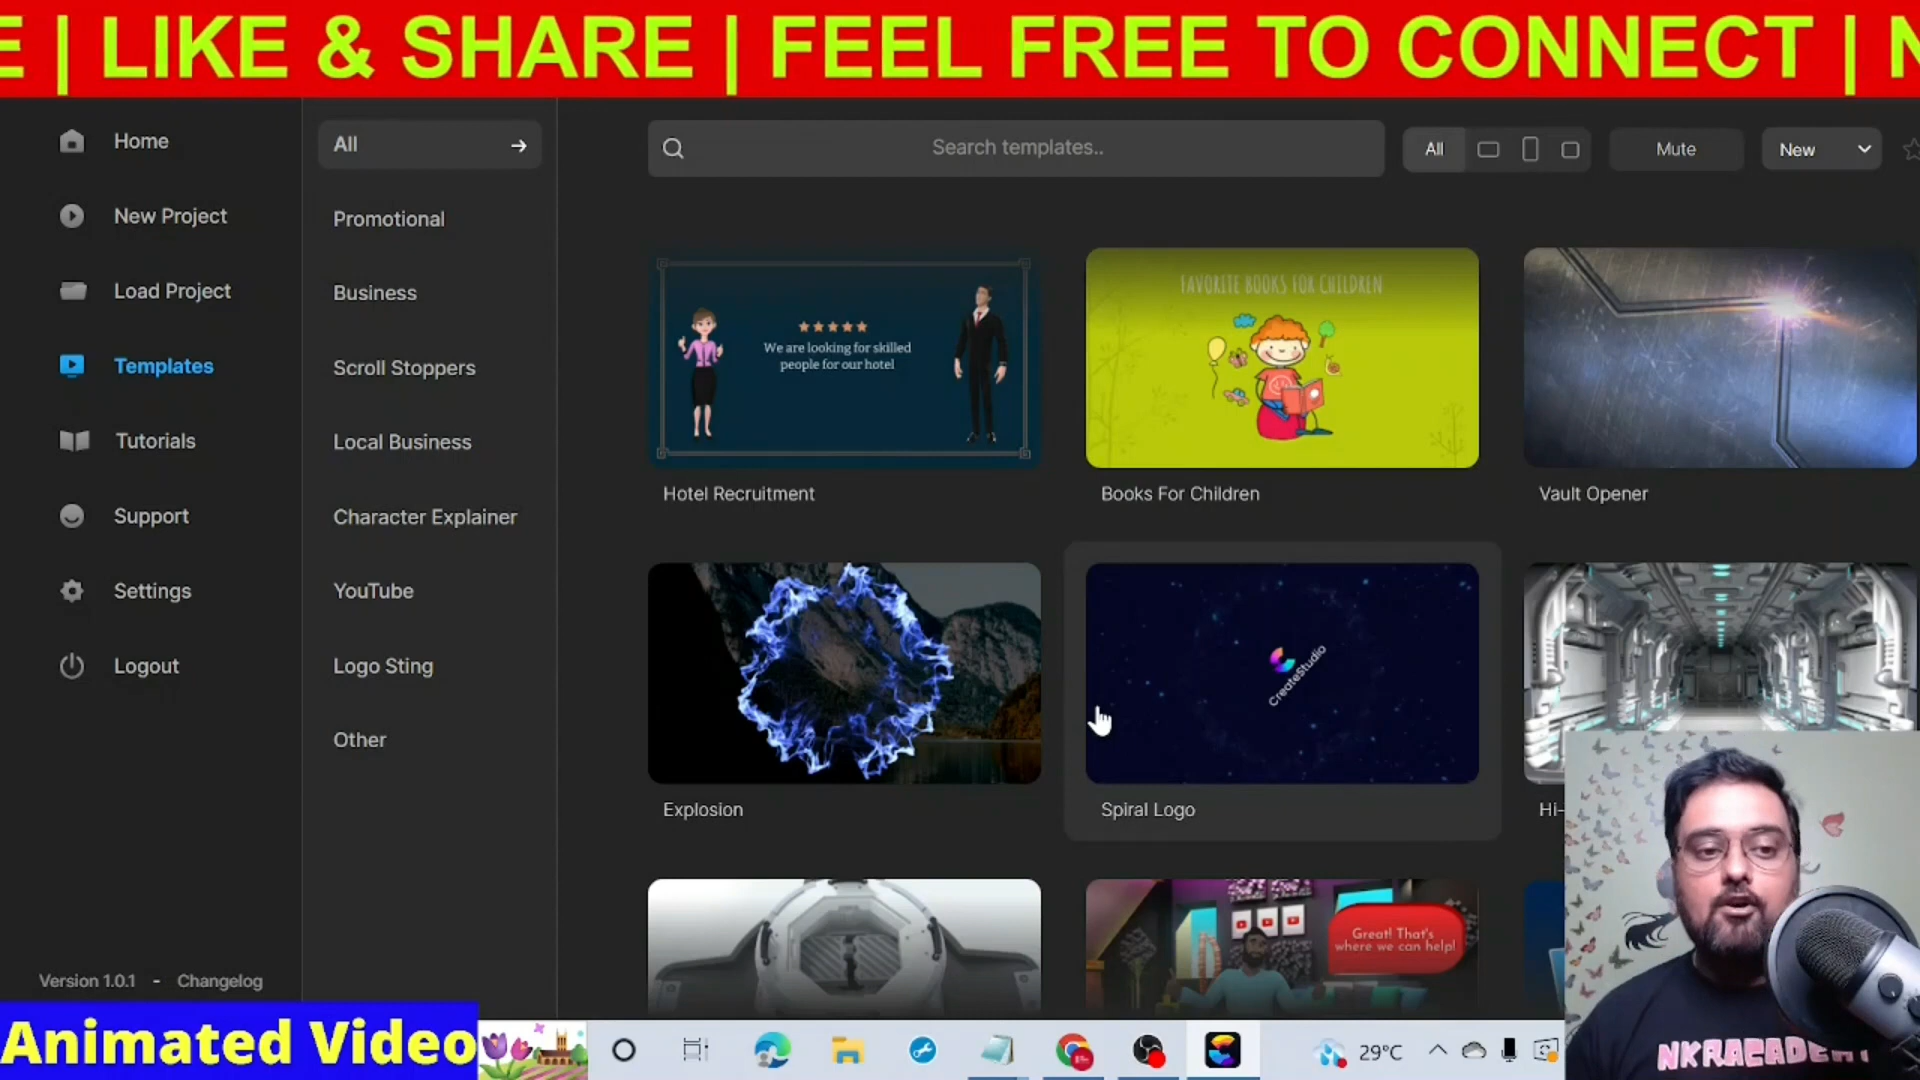 | LIKE & SHARE | FEEL FREE TO CONNECT |
Home
New Project
Load Project
Templates
Tutorials
Support
Settings
Logout
Version 1.0.1 - Changelog
All
Promotional
Business
Scroll Stoppers
Local Business
Character Explainer
YouTube
Logo Sting
Other
Search templates..
All
Mute
New
We are looking for skilled
people for our hotel
Hotel Recruitment
FAVORITE BOOKS FOR CHILDREN
Books For Children
Vault Opener
Explosion
CreateStudio
Spiral Logo
Hi-
Great! That's
where we can help!
Animated Video
29°C
NKRACADEM